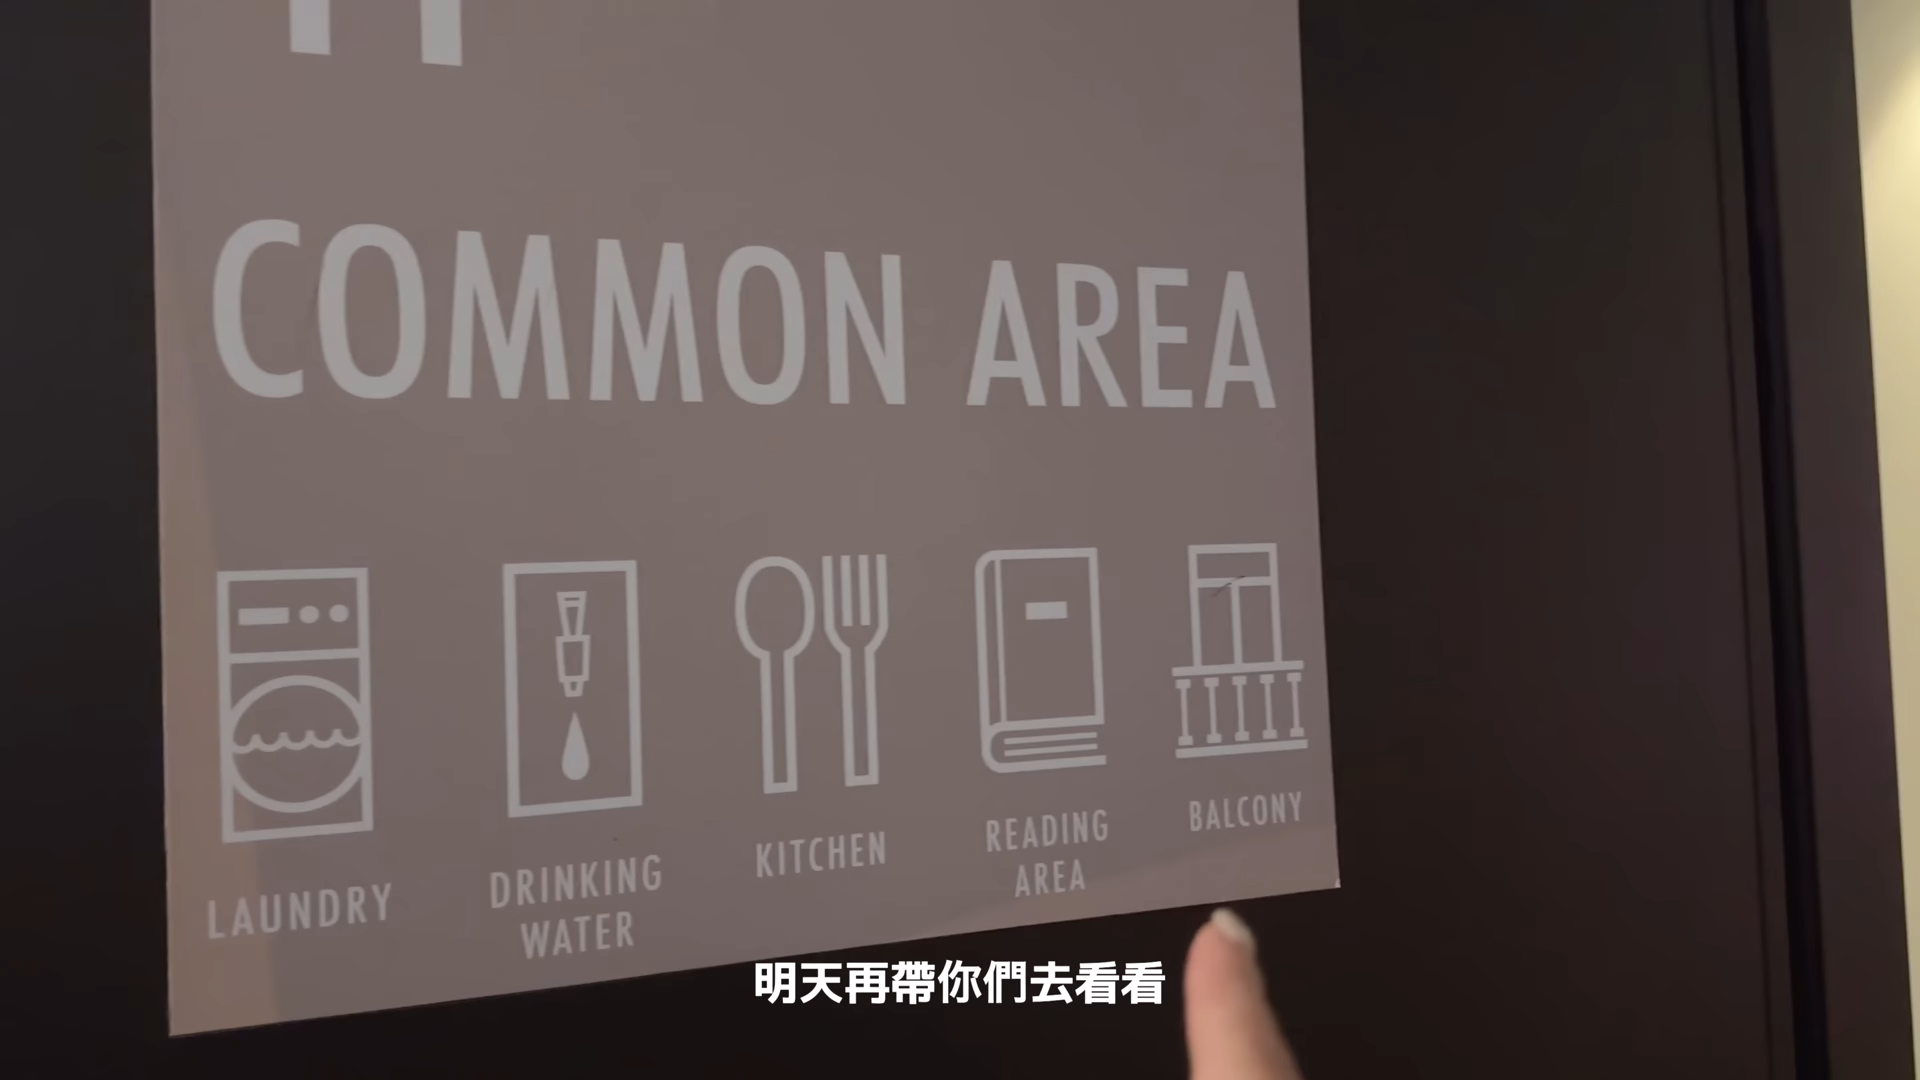 COMMON AREA
LAUNDRY
DRINKING
WATER
KITCHEN
READING
AREA
BALCONY
明天再帶你們去看看